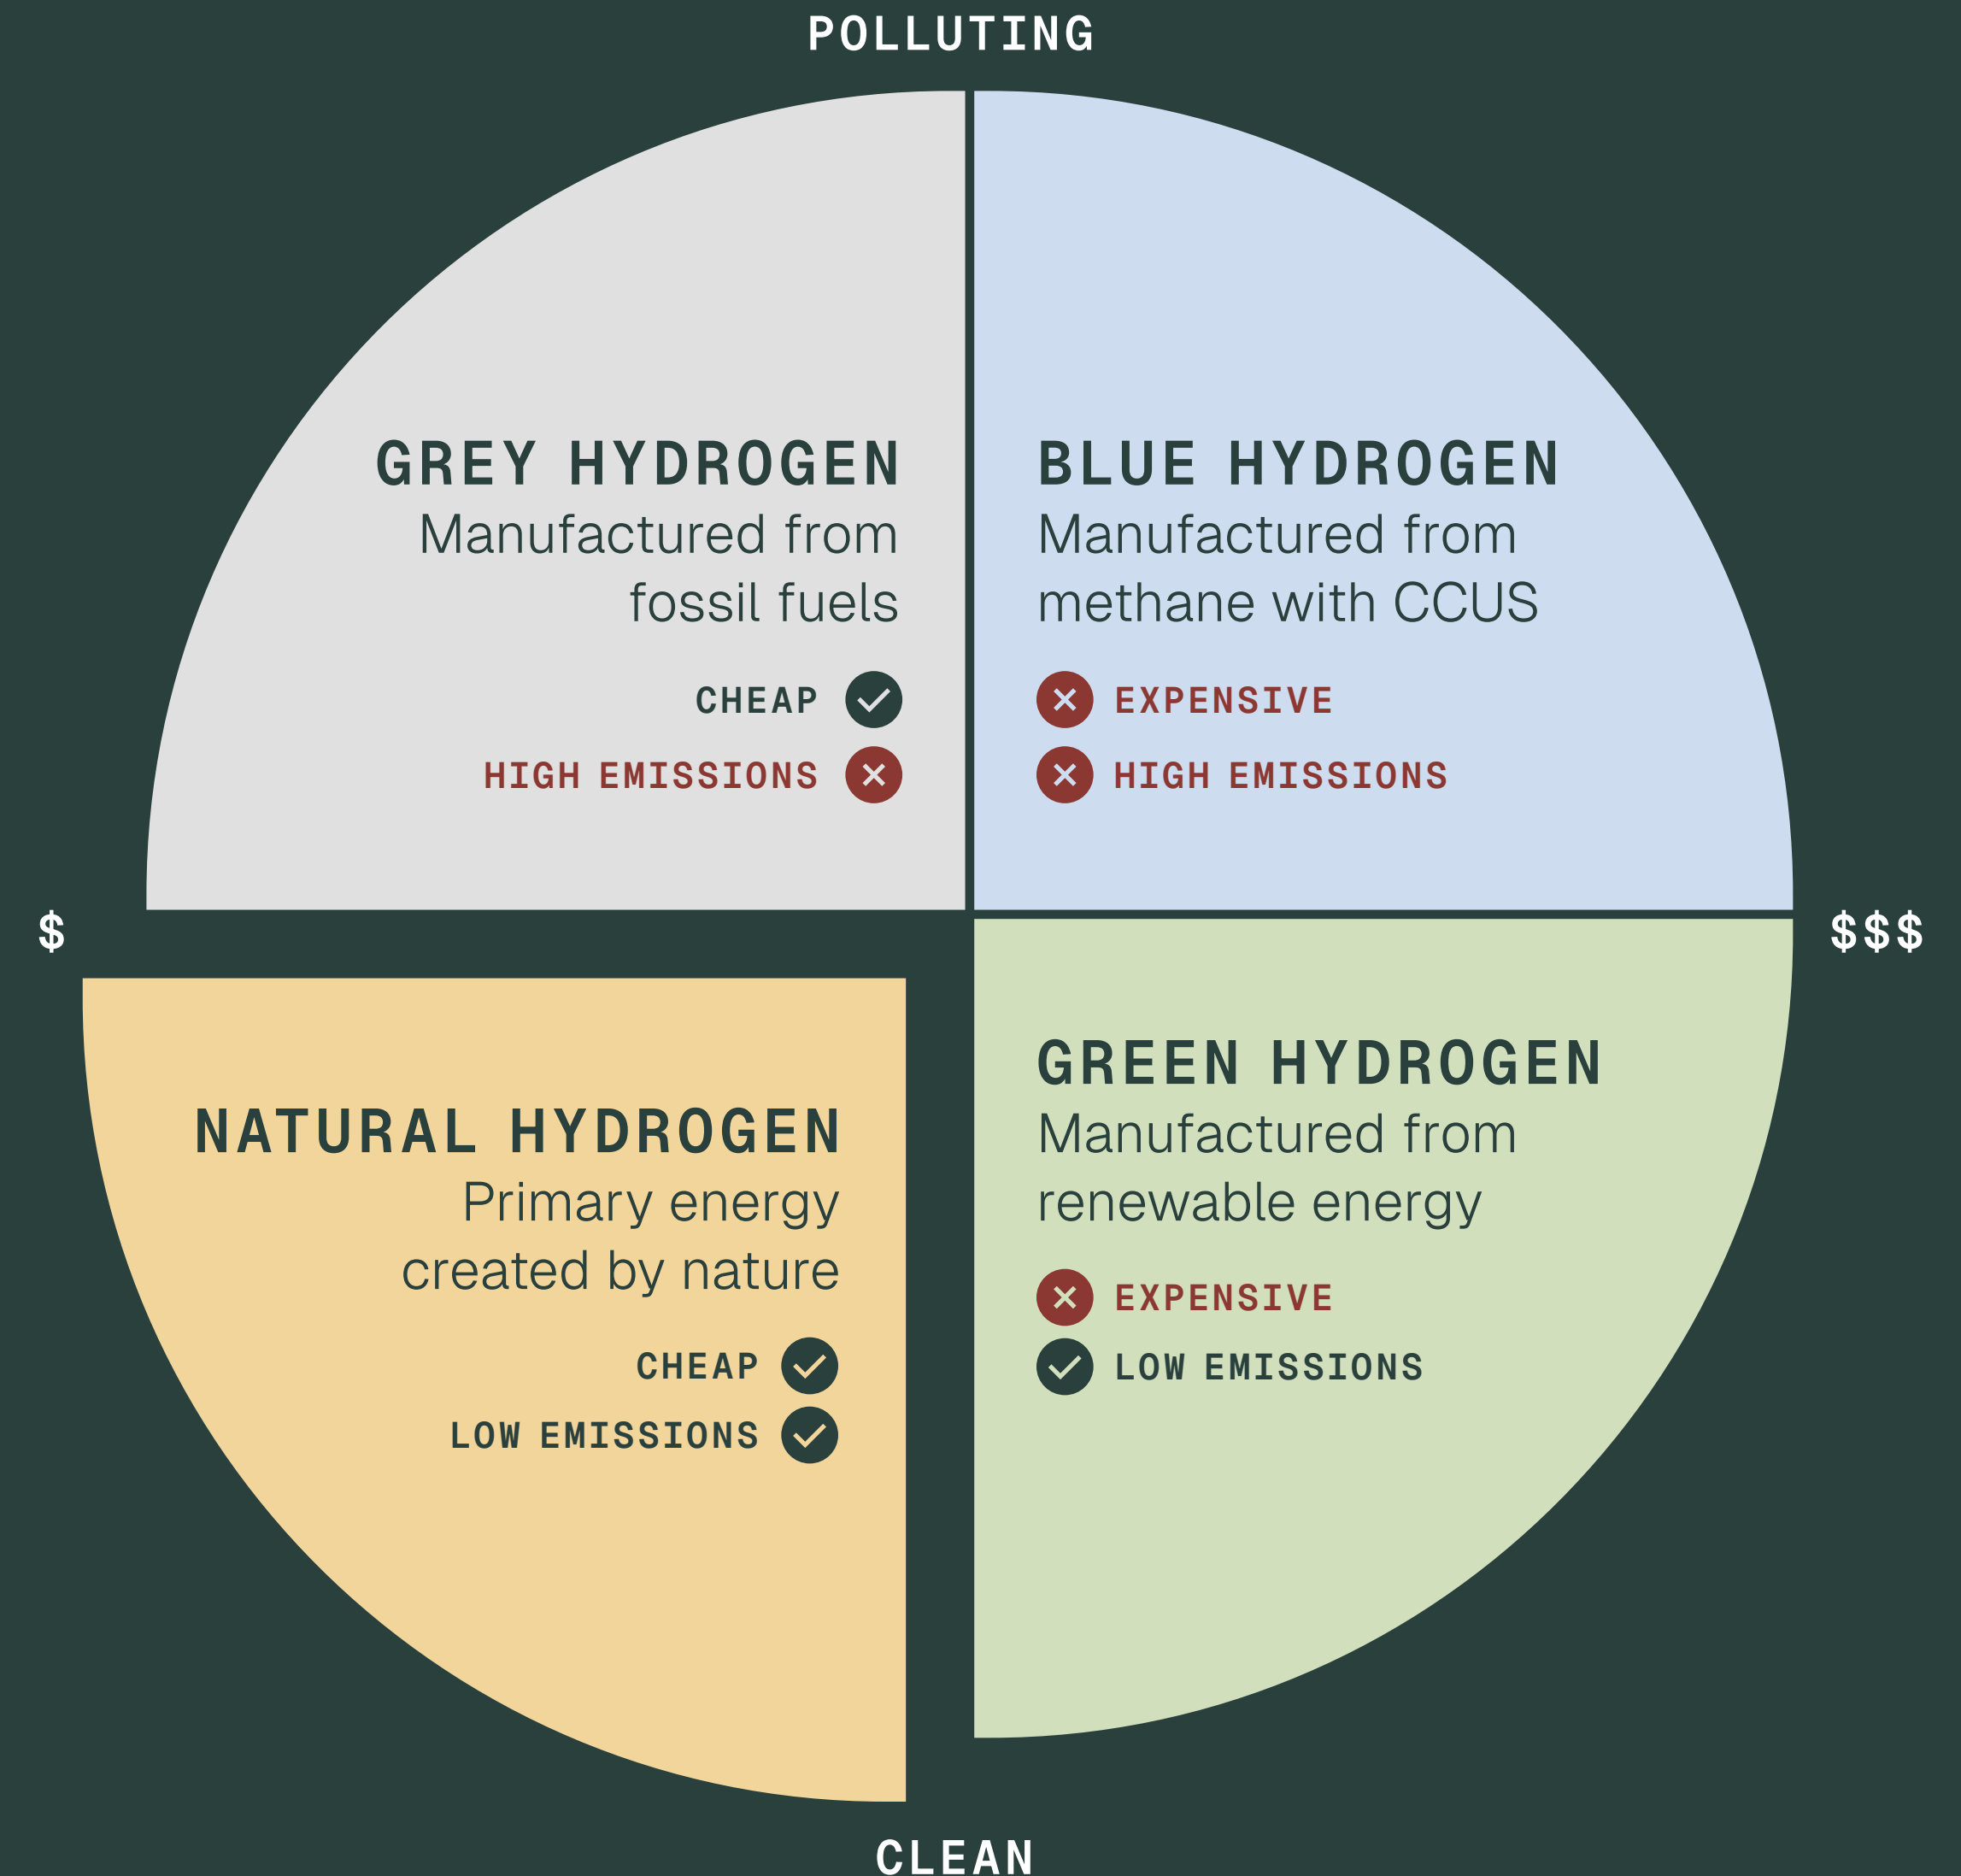 POLLUTING
GREY HYDROGEN
Manufactured from
fossil fuels
CHEAP
HIGH EMISSIONS
BLUE HYDROGEN
Manufactured from
methane with CCUS
EXPENSIVE
HIGH EMISSIONS
$
$$$
NATURAL HYDROGEN
Primary energy
created by nature
CHEAP
LOW EMISSIONS
GREEN HYDROGEN
Manufactured from
renewable energy
EXPENSIVE
LOW EMISSIONS
CLEAN